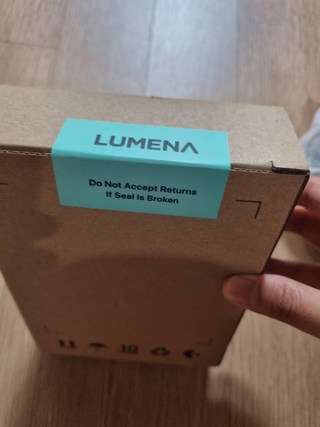 LUMENA
Do Not Accept Returns
If Seal Is Broken